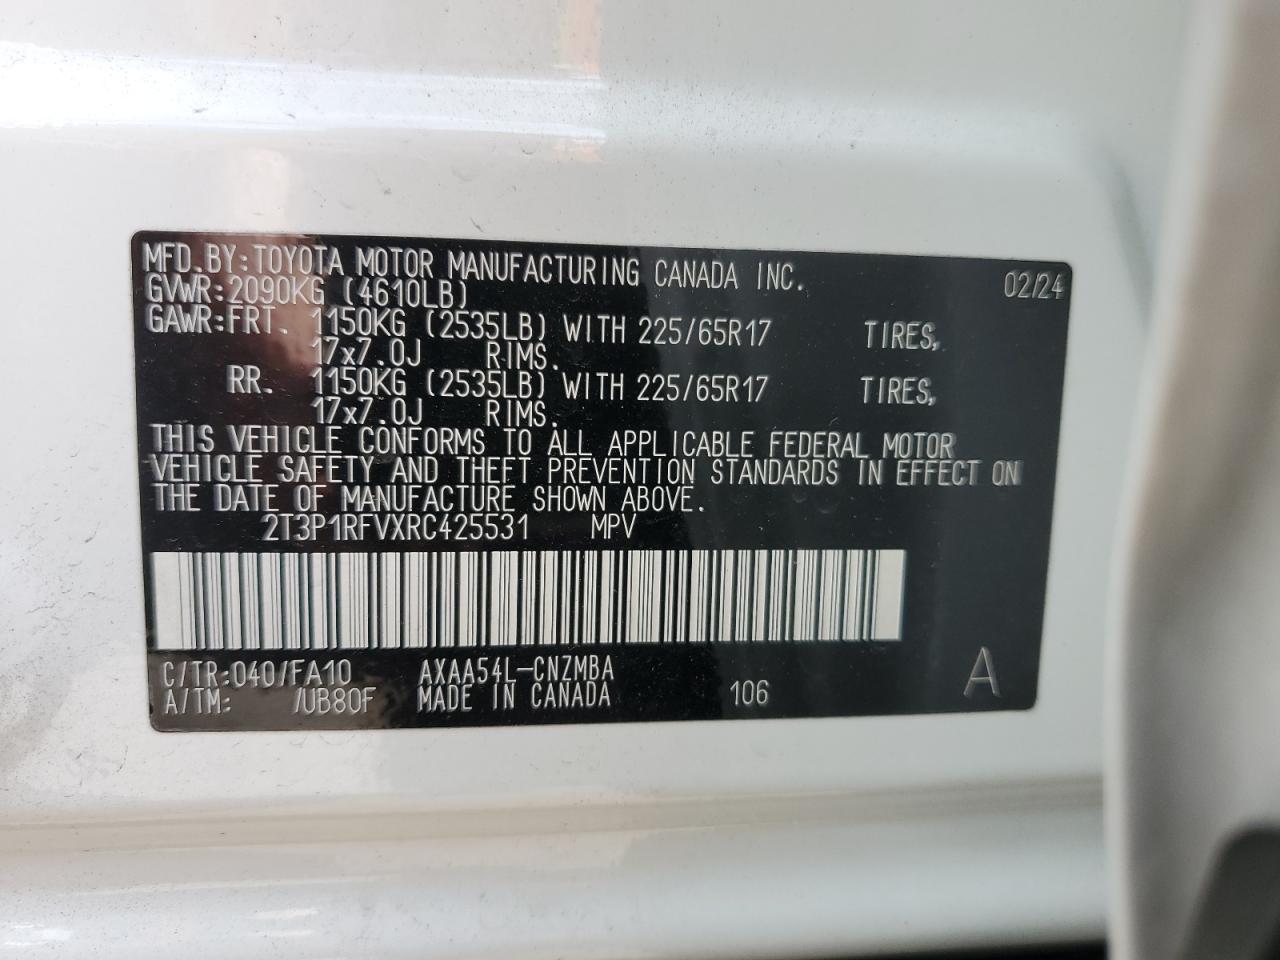 MFD.BY:TOYOTA MOTOR MANUFACTURING CANADA INC. 02/24
GVWR:2090KG (4610LB)
GAWR:FRT. 1150KG (2535LB) WITH 225/65R17 TIRES,
17x7.0J RIMS.
RR. 1150KG (2535LB) WITH 225/65R17 TIRES,
17x7.0J RIMS.
THIS VEHICLE CONFORMS TO ALL APPLICABLE FEDERAL MOTOR
VEHICLE SAFETY AND THEFT PREVENTION STANDARDS IN EFFECT ON
THE DATE OF MANUFACTURE SHOWN ABOVE.
2T3P1RFVXRC425531 MPV
C/TR:040/FA10 AXAA54L-CNZMBA
A/TM: /UB80F MADE IN CANADA 106 A